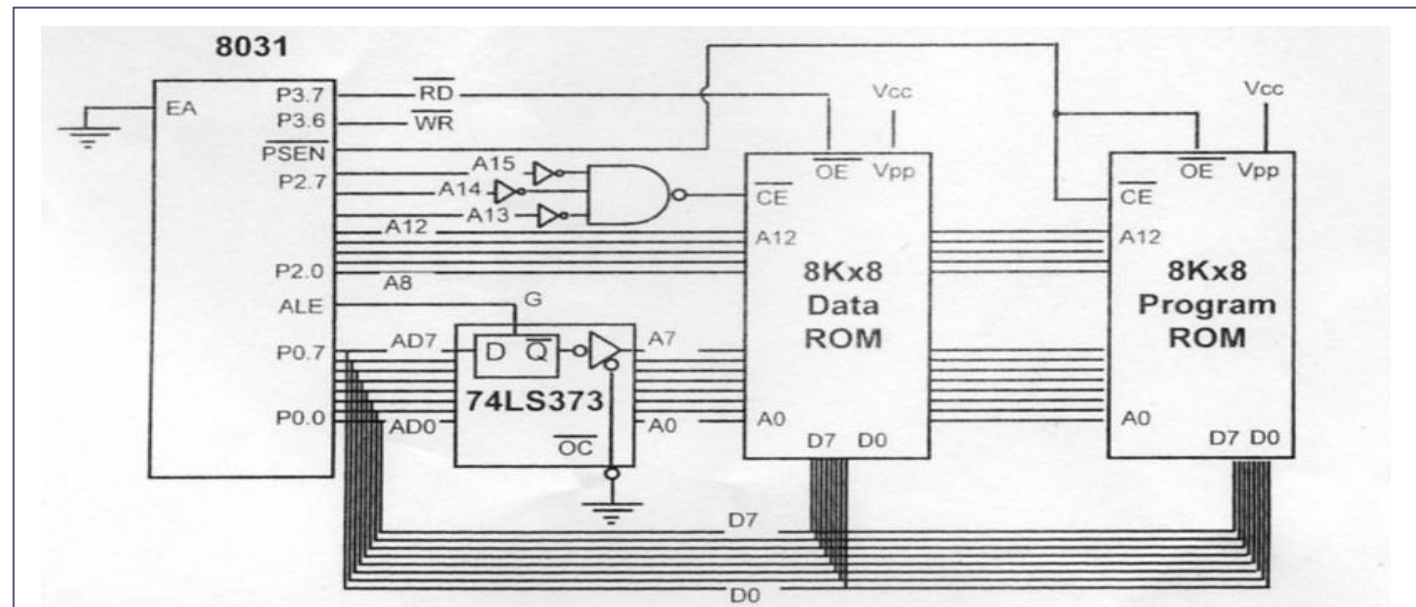 8031
EA
P3.7
RD
P3.6
WR
PSEN
P2.7
A15
A14
A13
A12
P2.0
A8
ALE
G
P0.7
AD7
D Q
A7
74LS373
P0.0
AD0
OC
A0
Vcc
OE Vpp
CE
A12
8Kx8
Data
ROM
A0
D7 D0
Vcc
OE Vpp
CE
A12
8Kx8
Program
ROM
A0
D7 D0
D7
D0